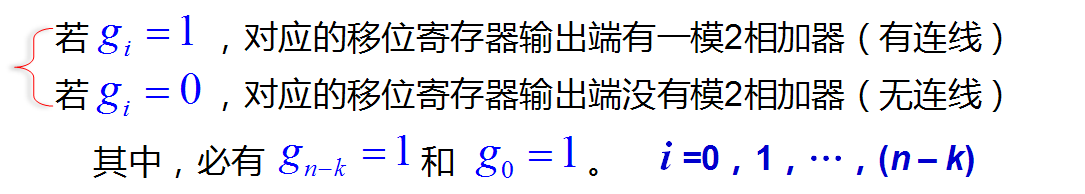 若 g_i = 1 ，对应的移位寄存器输出端有一模2相加器（有连线）
若 g_i = 0 ，对应的移位寄存器输出端没有模2相加器（无连线）
其中，必有 g_{n-k} = 1 和 g_0 = 1 。 i =0，1，…，(n – k)